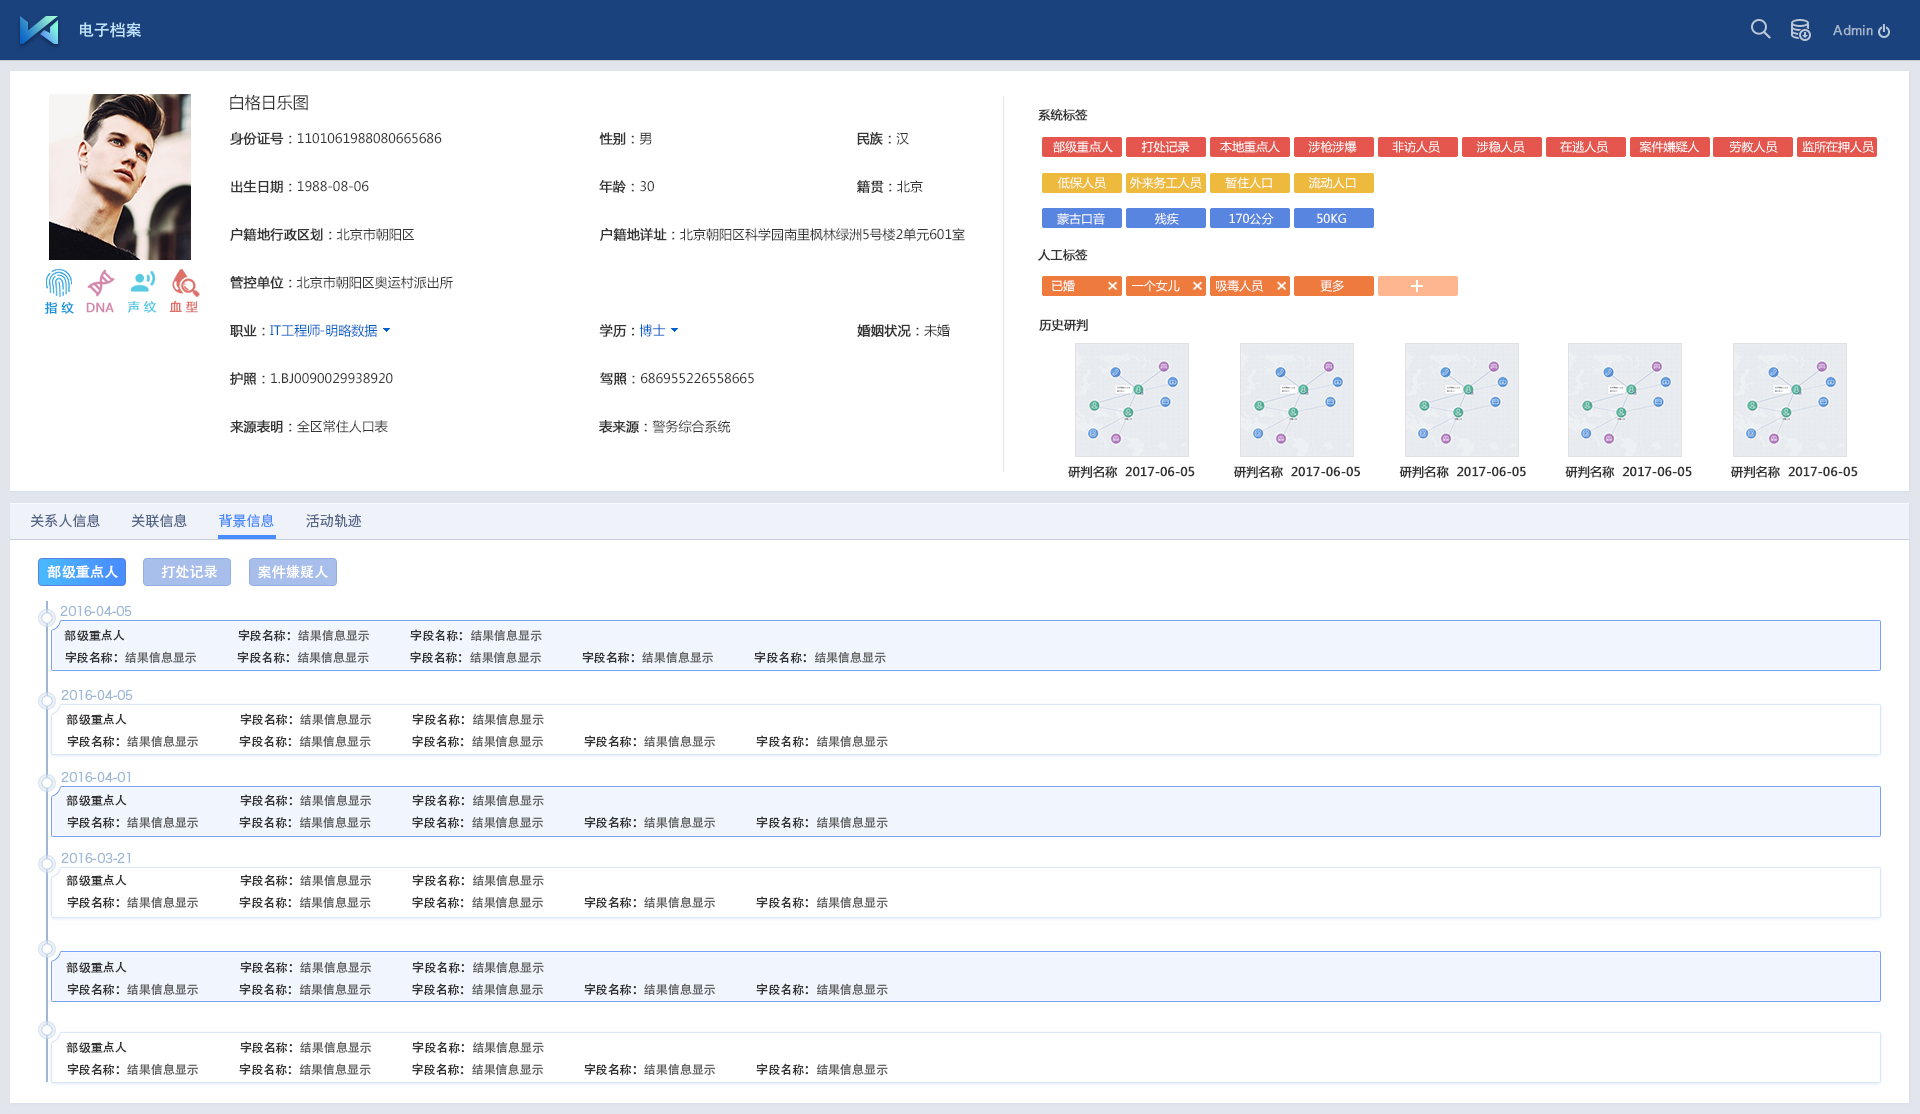 电子档案
Admin
白格日乐图
身份证号：1101061988080665686 性别：男 民族：汉
出生日期：1988-08-06 年龄：30 籍贯：北京
户籍地行政区划：北京市朝阳区 户籍地详址：北京朝阳区科学园南里枫林绿洲5号楼2单元601室
管控单位：北京市朝阳区奥运村派出所
指纹 DNA 声纹 血型
职业：IT工程师-明略数据 学历：博士 婚姻状况：未婚
护照：1.BJ0090029938920 驾照：686955226558665
来源表明：全区常住人口表 表来源：警务综合系统
系统标签
部级重点人 打处记录 本地重点人 涉枪涉爆 非访人员 涉稳人员 在逃人员 案件嫌疑人 劳教人员 监所在押人员
低保人员 外来务工人员 暂住人口 流动人口
蒙古口音 残疾 170公分 50KG
人工标签
已婚 一个女儿 吸毒人员 更多
历史研判
研判名称 2017-06-05 研判名称 2017-06-05 研判名称 2017-06-05 研判名称 2017-06-05 研判名称 2017-06-05
关系人信息 关联信息 背景信息 活动轨迹
部级重点人 打处记录 案件嫌疑人
2016-04-05
部级重点人 字段名称：结果信息显示 字段名称：结果信息显示
字段名称：结果信息显示 字段名称：结果信息显示 字段名称：结果信息显示 字段名称：结果信息显示 字段名称：结果信息显示
2016-04-05
部级重点人 字段名称：结果信息显示 字段名称：结果信息显示
字段名称：结果信息显示 字段名称：结果信息显示 字段名称：结果信息显示 字段名称：结果信息显示 字段名称：结果信息显示
2016-04-01
部级重点人 字段名称：结果信息显示 字段名称：结果信息显示
字段名称：结果信息显示 字段名称：结果信息显示 字段名称：结果信息显示 字段名称：结果信息显示 字段名称：结果信息显示
2016-03-21
部级重点人 字段名称：结果信息显示 字段名称：结果信息显示
字段名称：结果信息显示 字段名称：结果信息显示 字段名称：结果信息显示 字段名称：结果信息显示 字段名称：结果信息显示
部级重点人 字段名称：结果信息显示 字段名称：结果信息显示
字段名称：结果信息显示 字段名称：结果信息显示 字段名称：结果信息显示 字段名称：结果信息显示 字段名称：结果信息显示
部级重点人 字段名称：结果信息显示 字段名称：结果信息显示
字段名称：结果信息显示 字段名称：结果信息显示 字段名称：结果信息显示 字段名称：结果信息显示 字段名称：结果信息显示